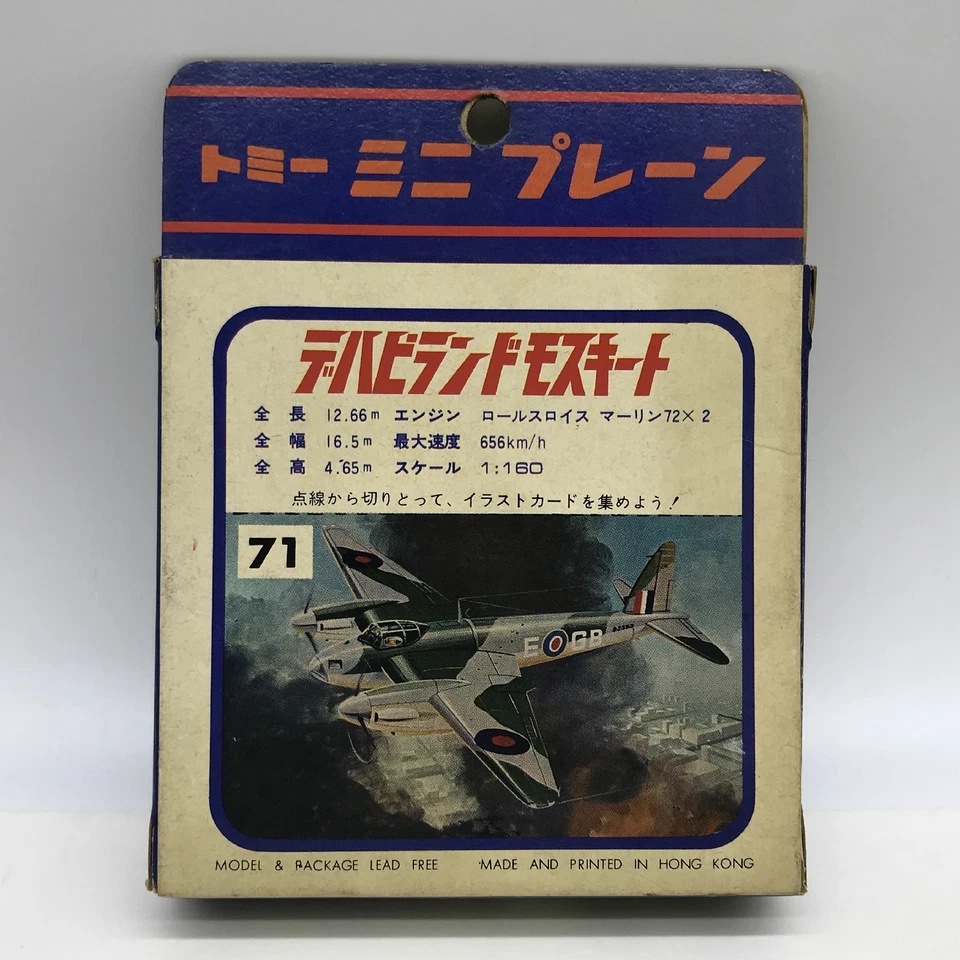 トミー ミニプレーン
デハビランドモスキート
全長 12.66m エンジン ロールスロイス マーリン72×2
全幅 16.5m 最大速度 656km/h
全高 4.65m スケール 1:160
点線から切りとって、イラストカードを集めよう!
71
E GB
MODEL & PACKAGE LEAD FREE MADE AND PRINTED IN HONG KONG